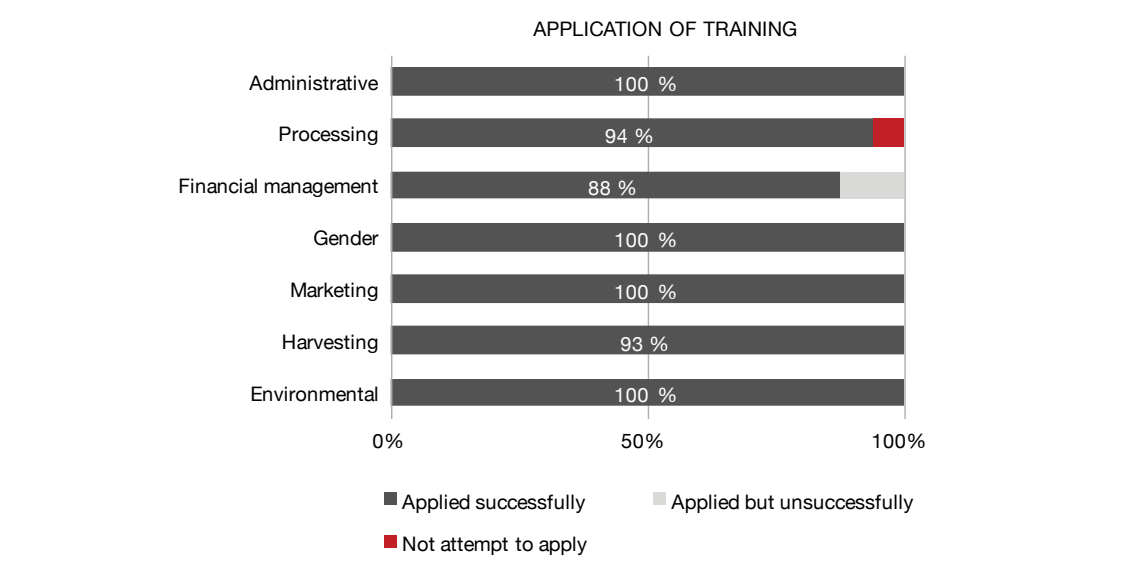 APPLICATION OF TRAINING
Administrative
100 %
Processing
94 %
Financial management
88 %
Gender
100 %
Marketing
100 %
Harvesting
93 %
Environmental
100 %
0% 50% 100%
Applied successfully Applied but unsuccessfully
Not attempt to apply